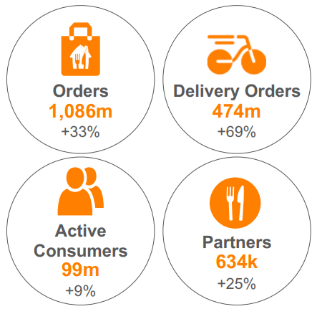 Orders
1,086m
+33%
Delivery Orders
474m
+69%
Active
Consumers
99m
+9%
Partners
634k
+25%